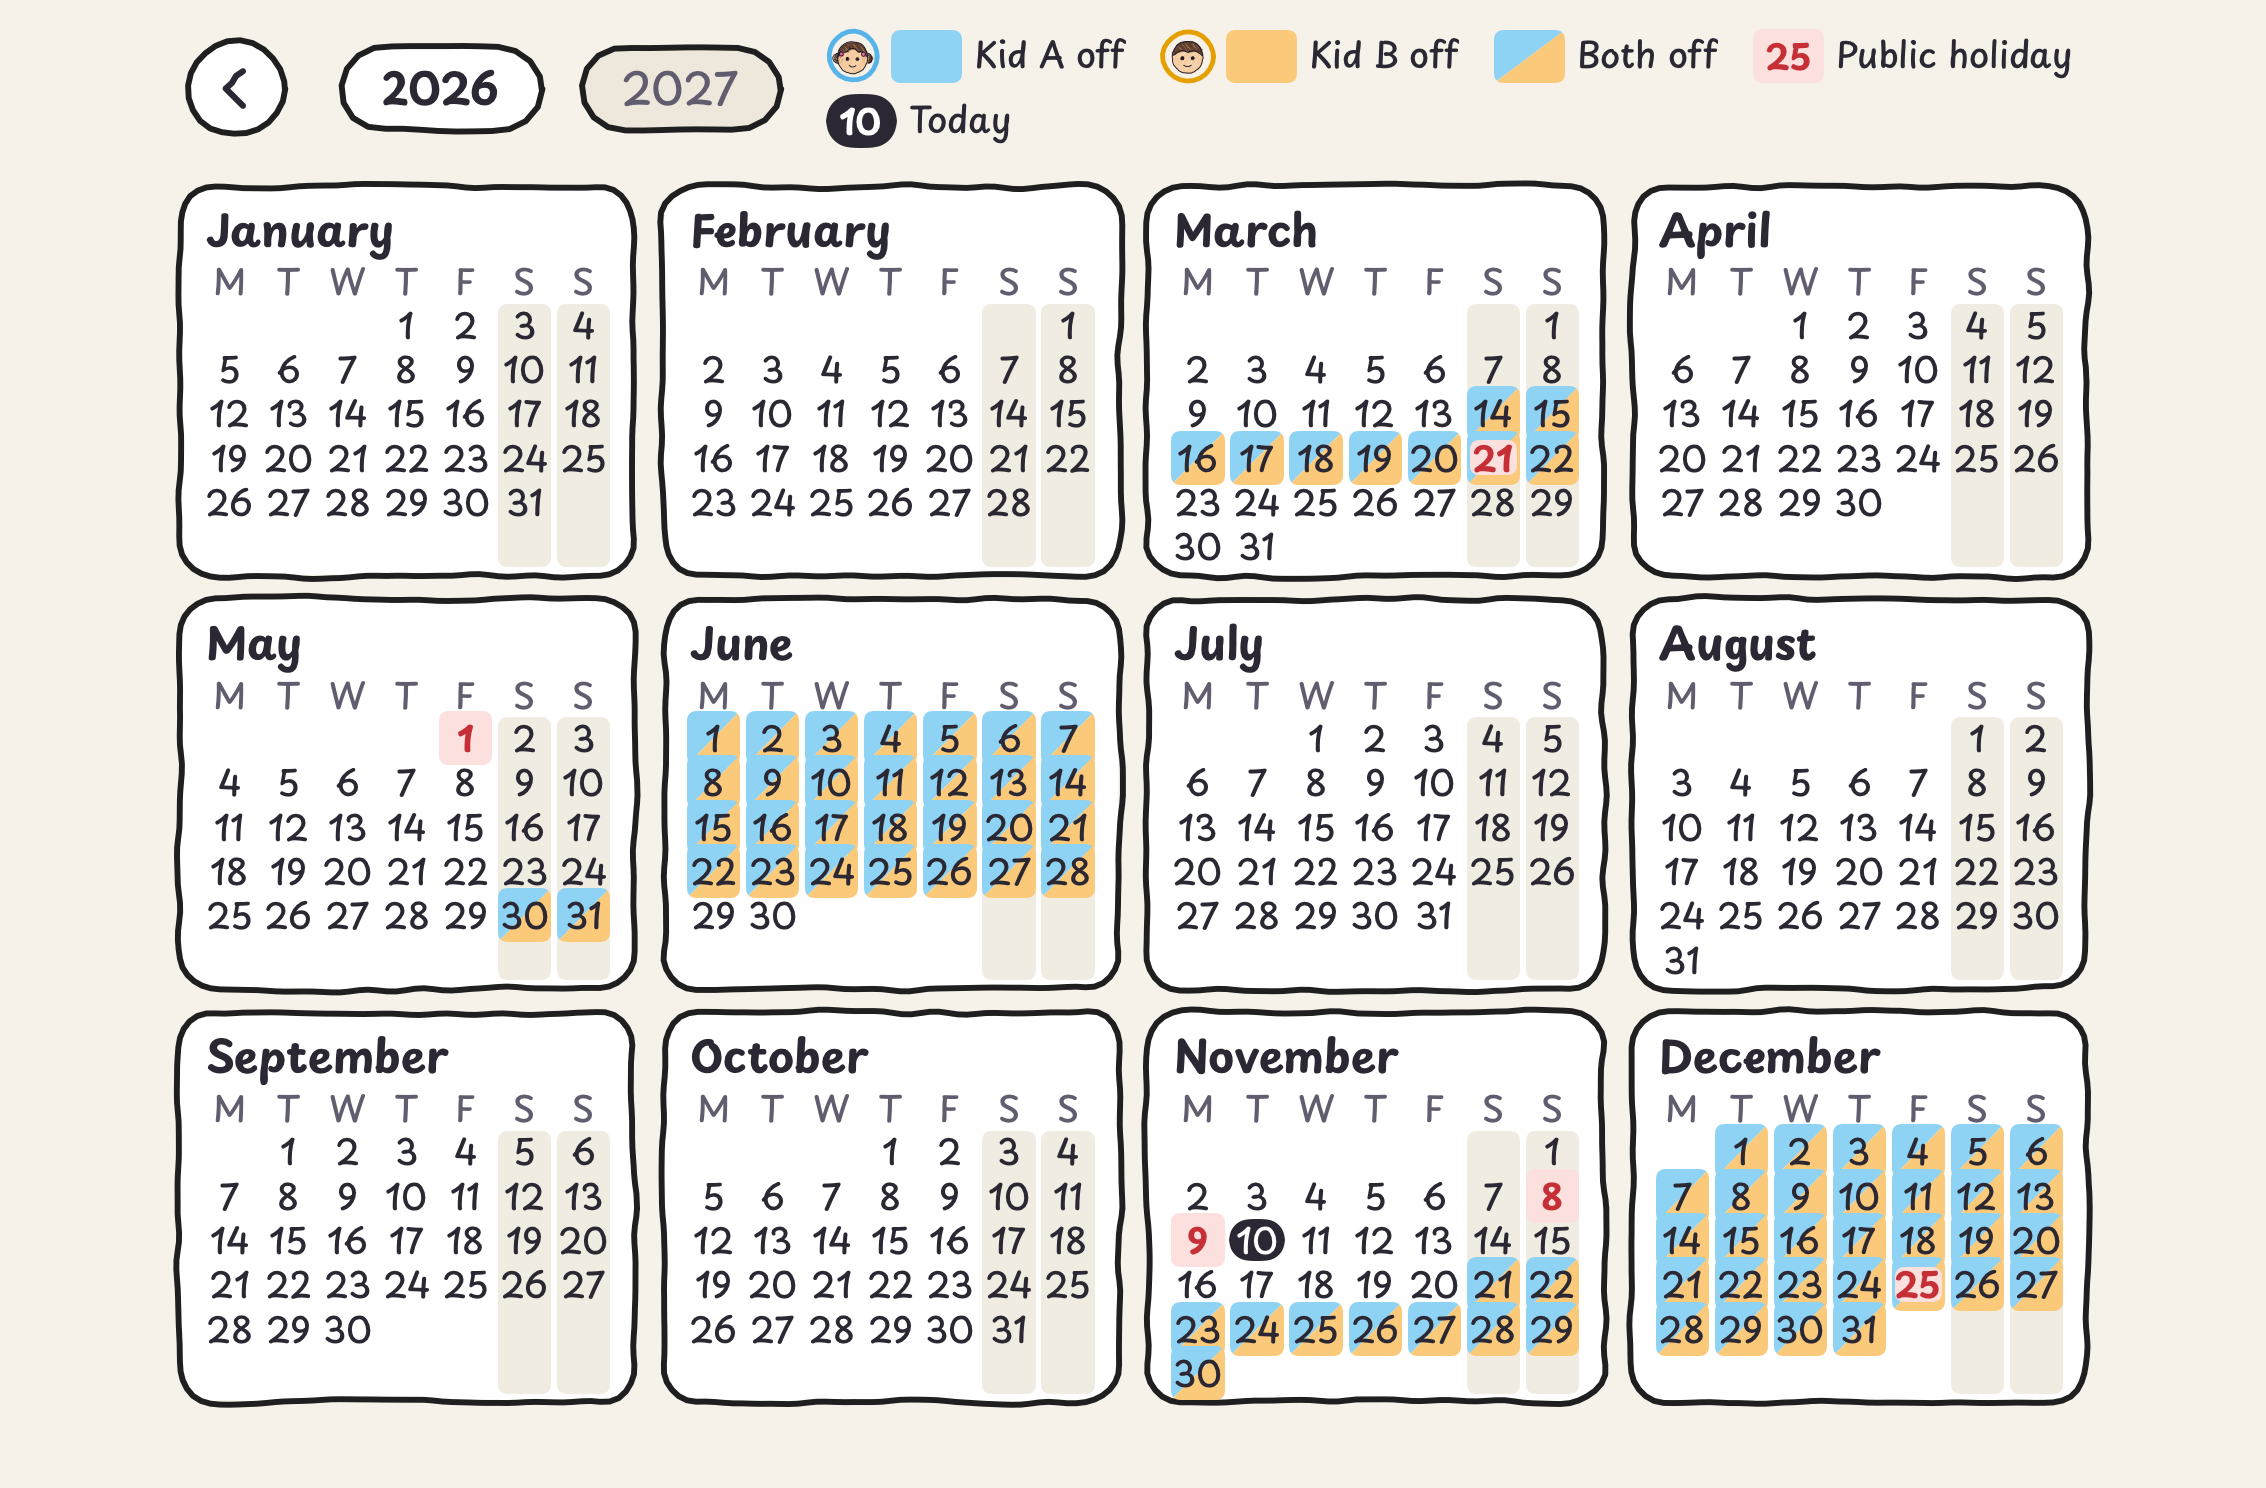 2026 2027
Kid A off Kid B off Both off 25 Public holiday
10 Today
January
M T W T F S S
1 2 3 4
5 6 7 8 9 10 11
12 13 14 15 16 17 18
19 20 21 22 23 24 25
26 27 28 29 30 31
February
M T W T F S S
1
2 3 4 5 6 7 8
9 10 11 12 13 14 15
16 17 18 19 20 21 22
23 24 25 26 27 28
March
M T W T F S S
1
2 3 4 5 6 7 8
9 10 11 12 13 14 15
16 17 18 19 20 21 22
23 24 25 26 27 28 29
30 31
April
M T W T F S S
1 2 3 4 5
6 7 8 9 10 11 12
13 14 15 16 17 18 19
20 21 22 23 24 25 26
27 28 29 30
May
M T W T F S S
1 2 3
4 5 6 7 8 9 10
11 12 13 14 15 16 17
18 19 20 21 22 23 24
25 26 27 28 29 30 31
June
M T W T F S S
1 2 3 4 5 6 7
8 9 10 11 12 13 14
15 16 17 18 19 20 21
22 23 24 25 26 27 28
29 30
July
M T W T F S S
1 2 3 4 5
6 7 8 9 10 11 12
13 14 15 16 17 18 19
20 21 22 23 24 25 26
27 28 29 30 31
August
M T W T F S S
1 2
3 4 5 6 7 8 9
10 11 12 13 14 15 16
17 18 19 20 21 22 23
24 25 26 27 28 29 30
31
September
M T W T F S S
1 2 3 4 5 6
7 8 9 10 11 12 13
14 15 16 17 18 19 20
21 22 23 24 25 26 27
28 29 30
October
M T W T F S S
1 2 3 4
5 6 7 8 9 10 11
12 13 14 15 16 17 18
19 20 21 22 23 24 25
26 27 28 29 30 31
November
M T W T F S S
1
2 3 4 5 6 7 8
9 10 11 12 13 14 15
16 17 18 19 20 21 22
23 24 25 26 27 28 29
30
December
M T W T F S S
1 2 3 4 5 6
7 8 9 10 11 12 13
14 15 16 17 18 19 20
21 22 23 24 25 26 27
28 29 30 31